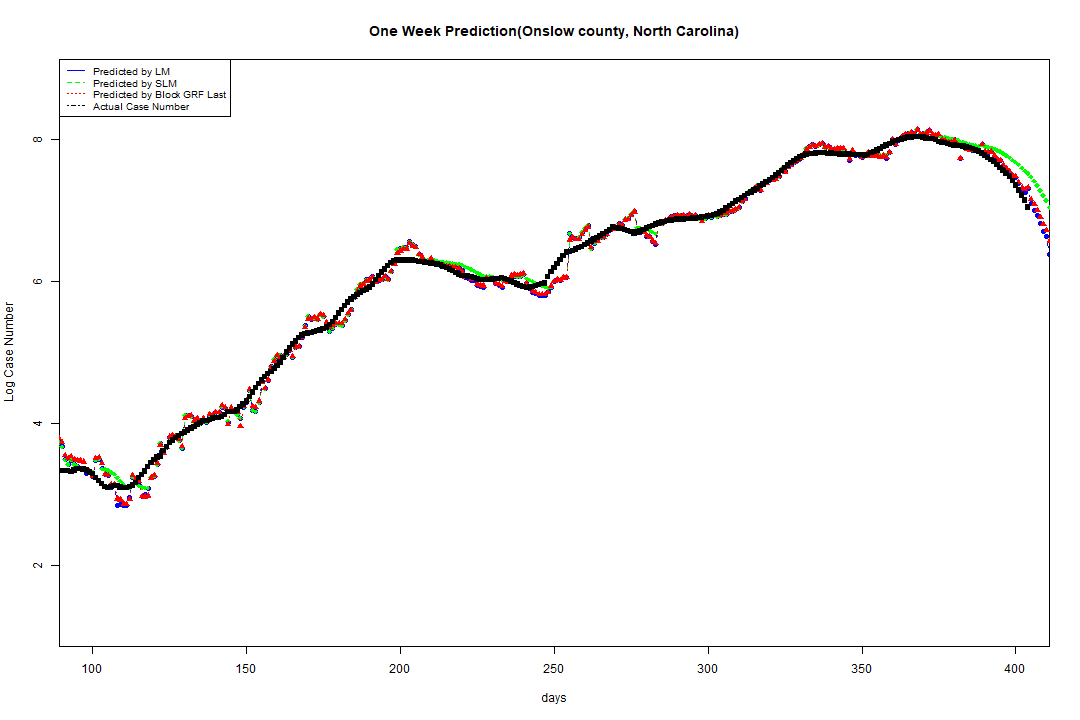 One Week Prediction(Onslow county, North Carolina)
Predicted by LM
Predicted by SLM
Predicted by Block GRF Last
Actual Case Number
8
6
4
2
Log Case Number
100 150 200 250 300 350 400
days